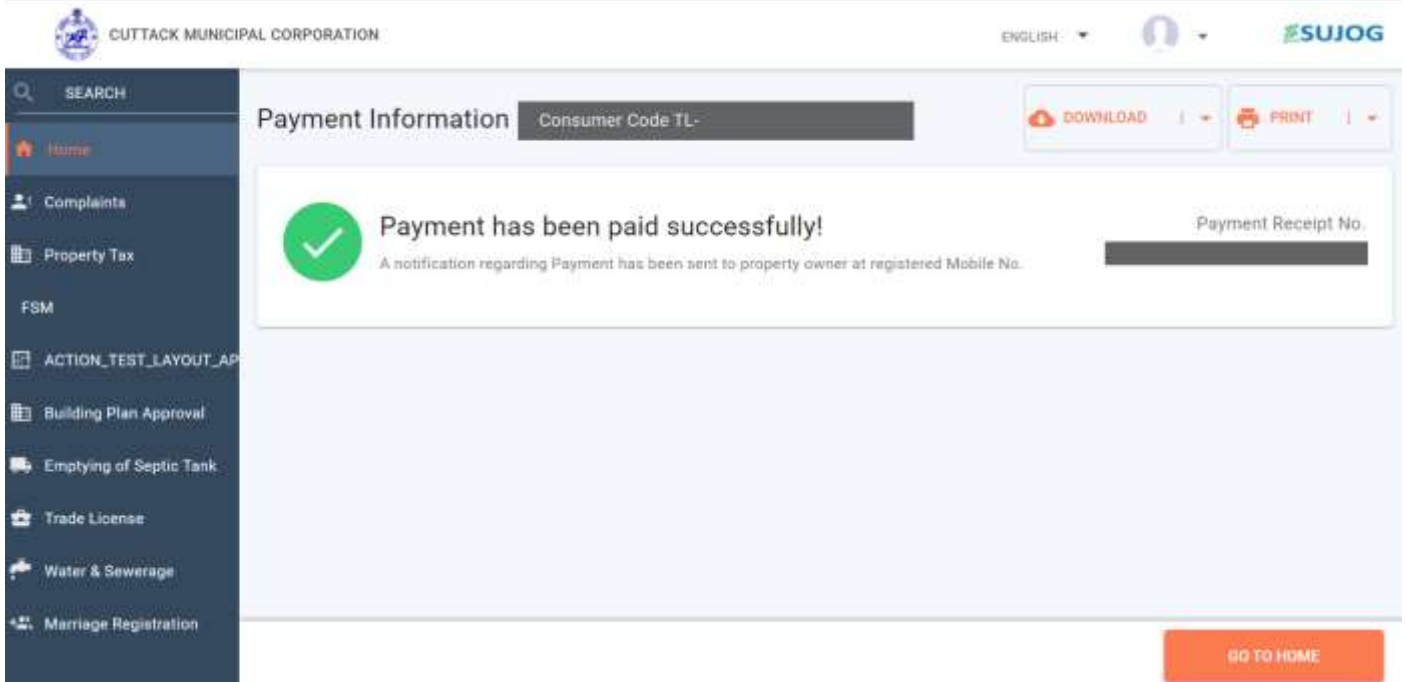 CUTTACK MUNICIPAL CORPORATION
ENGLISH
ESUJOG
SEARCH
Payment Information
Consumer Code TL-
DOWNLOAD
PRINT
Home
Complaints
Property Tax
FSM
ACTION_TEST_LAYOUT_AP
Building Plan Approval
Emptying of Septic Tank
Trade License
Water & Sewerage
Marriage Registration
Payment has been paid successfully!
A notification regarding Payment has been sent to property owner at registered Mobile No.
Payment Receipt No.
GO TO HOME